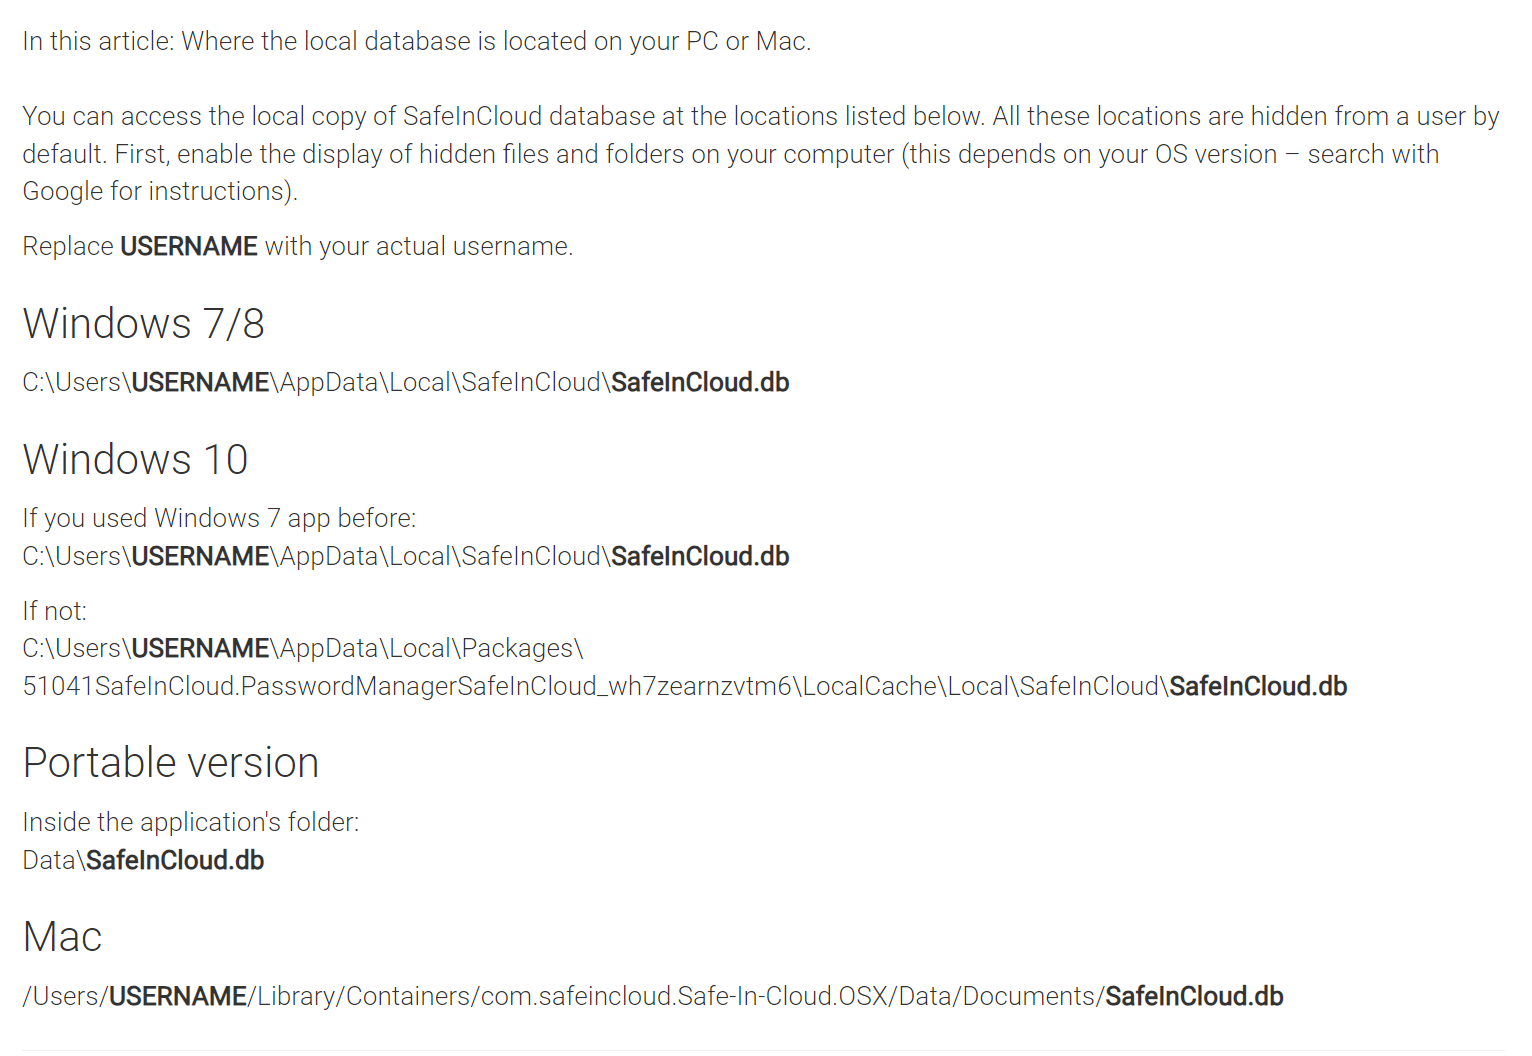 In this article: Where the local database is located on your PC or Mac.
You can access the local copy of SafeInCloud database at the locations listed below. All these locations are hidden from a user by
default. First, enable the display of hidden files and folders on your computer (this depends on your OS version – search with
Google for instructions).
Replace USERNAME with your actual username.
Windows 7/8
C:\Users\USERNAME\AppData\Local\SafeInCloud\SafeInCloud.db
Windows 10
If you used Windows 7 app before:
C:\Users\USERNAME\AppData\Local\SafeInCloud\SafeInCloud.db
If not:
C:\Users\USERNAME\AppData\Local\Packages\
51041SafeInCloud.PasswordManagerSafeInCloud_wh7zearnzvtm6\LocalCache\Local\SafeInCloud\SafeInCloud.db
Portable version
Inside the application's folder:
Data\SafeInCloud.db
Mac
/Users/USERNAME/Library/Containers/com.safeincloud.Safe-In-Cloud.OSX/Data/Documents/SafeInCloud.db